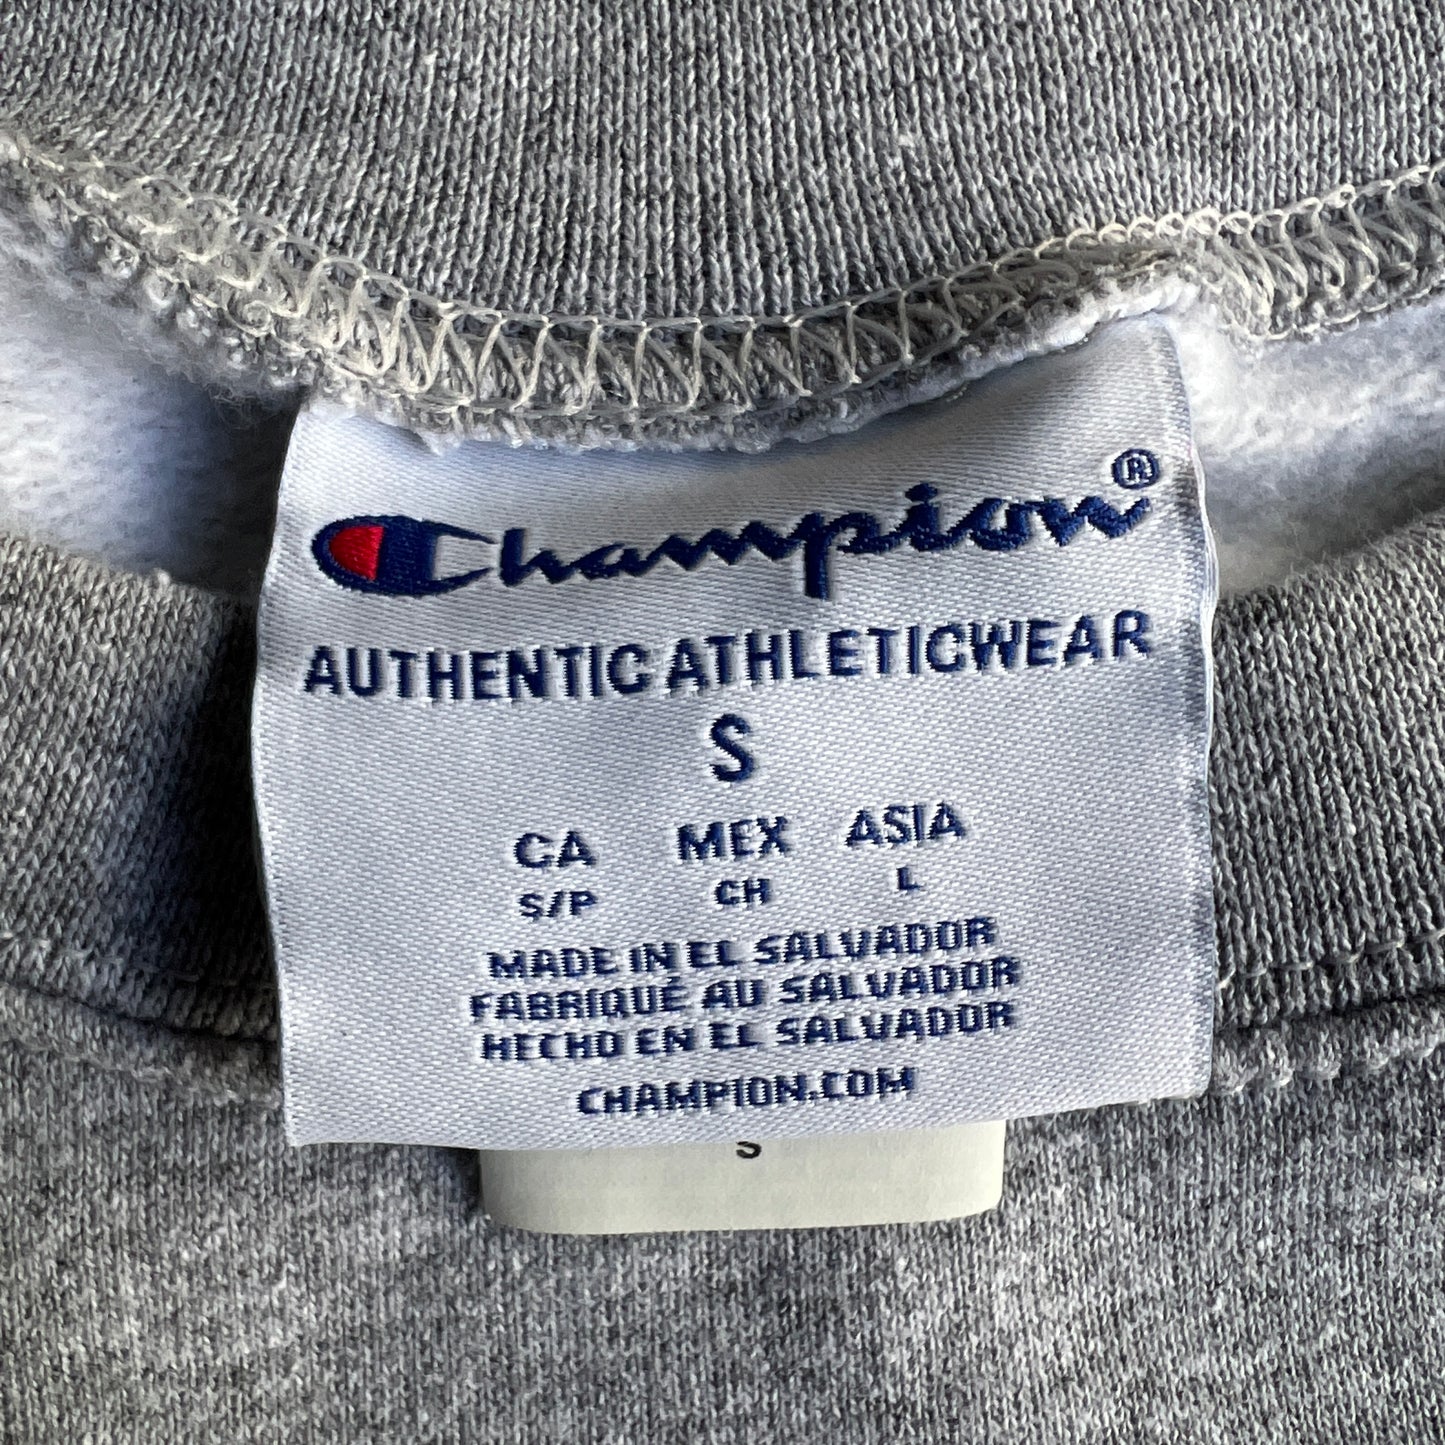 Champion®
AUTHENTIC ATHLETICWEAR
S
CA MEX ASIA
S/P CH L
MADE IN EL SALVADOR
FABRIQUÉ AU SALVADOR
HECHO EN EL SALVADOR
CHAMPION.COM
S